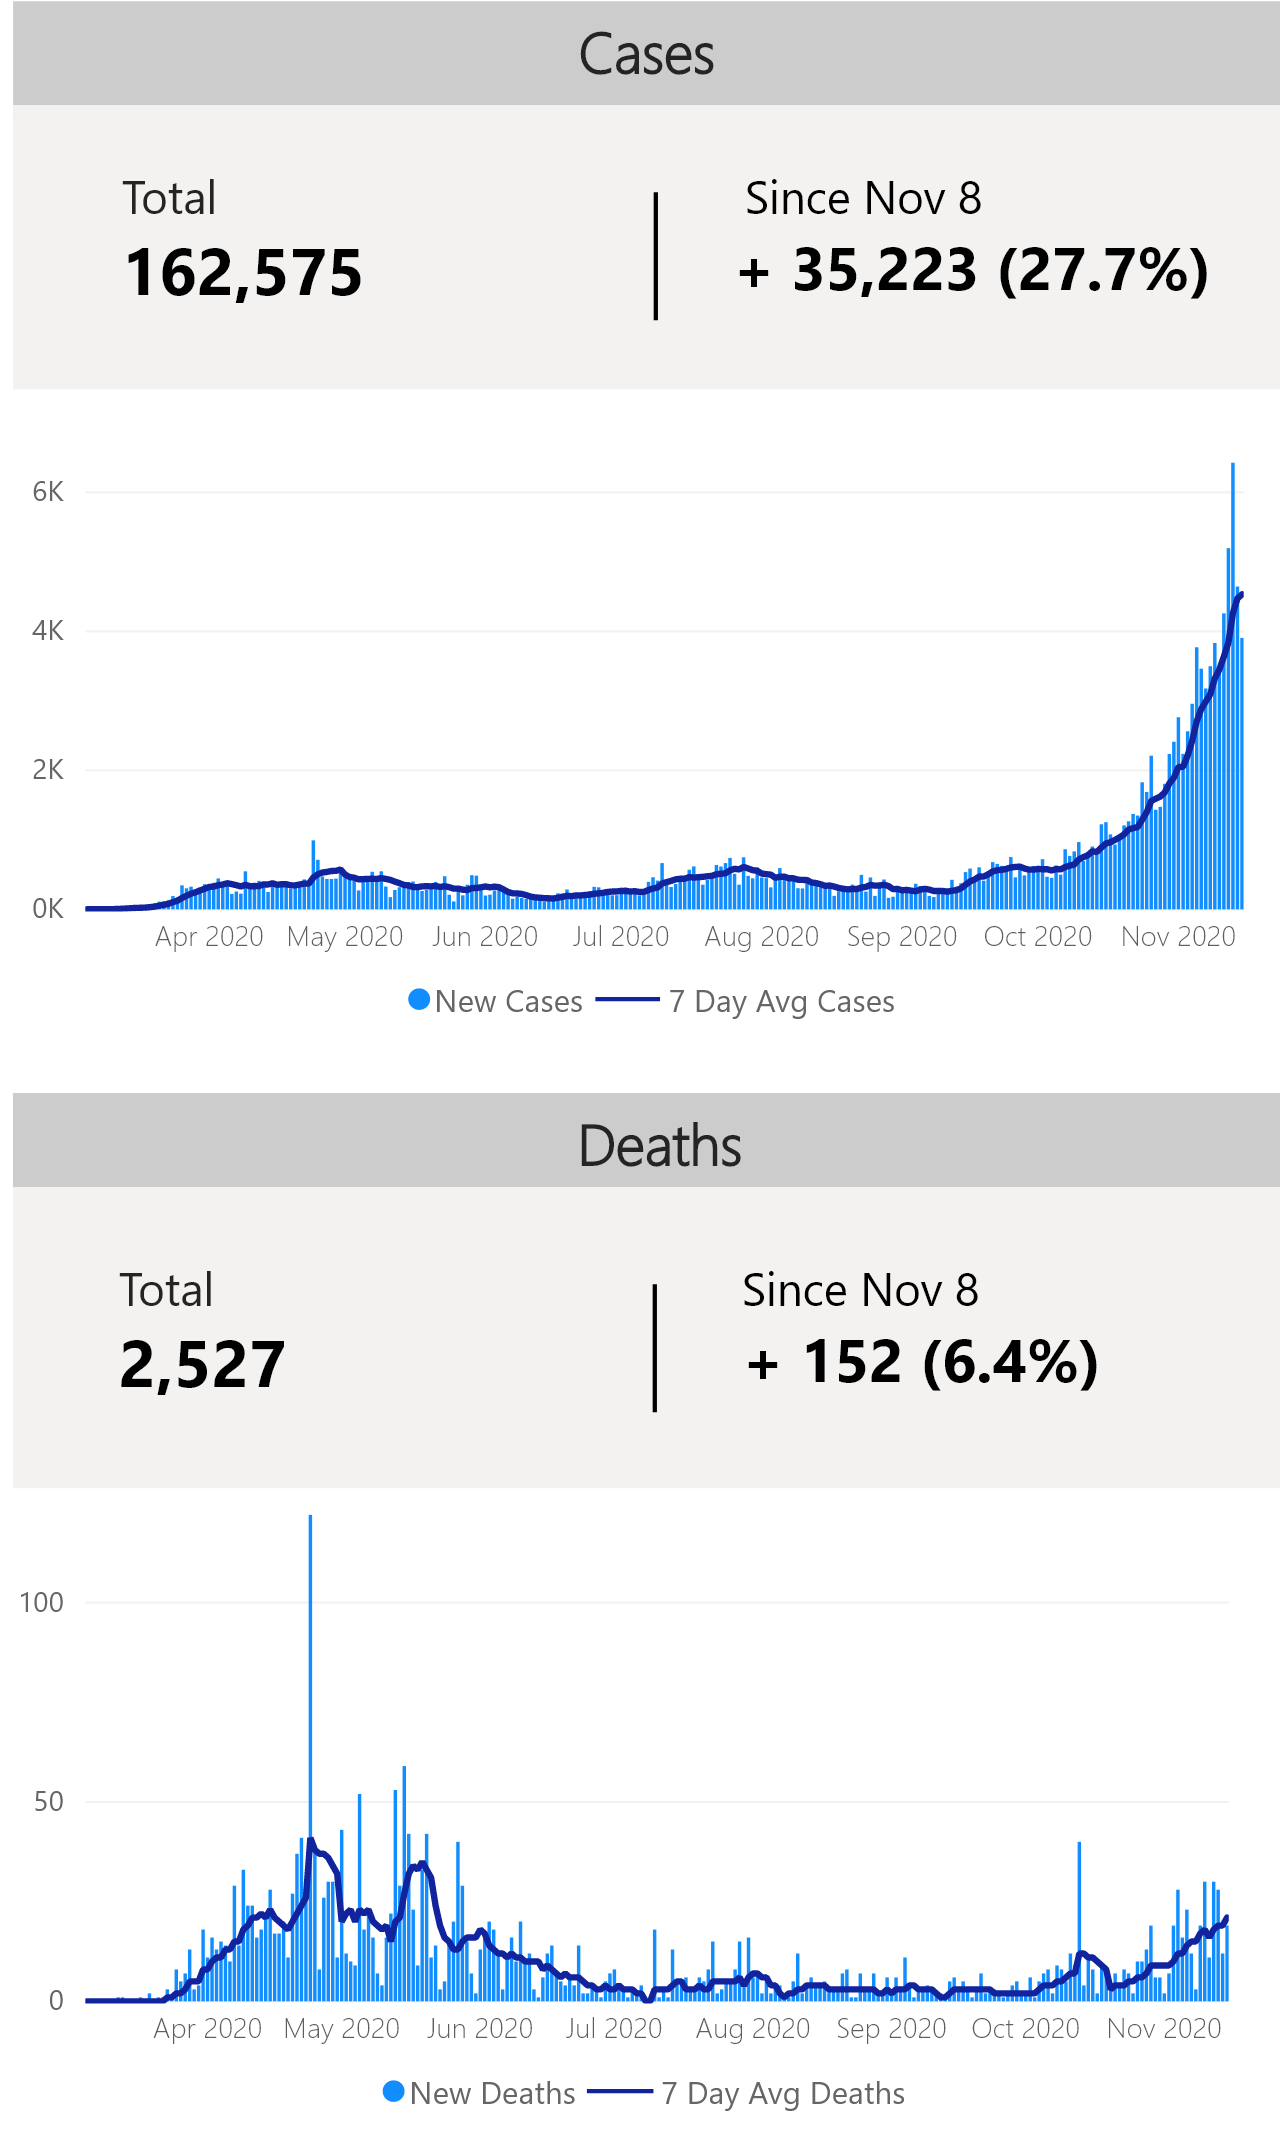 Cases
Total
Since Nov 8
162,575
+ 35,223 (27.7%)
6K
4K
2K
0K
Apr 2020 May 2020 Jun 2020 Jul 2020 Aug 2020 Sep 2020 Oct 2020 Nov 2020
New Cases 7 Day Avg Cases
Deaths
Total
Since Nov 8
2,527
+ 152 (6.4%)
100
50
0
Apr 2020 May 2020 Jun 2020 Jul 2020 Aug 2020 Sep 2020 Oct 2020 Nov 2020
New Deaths 7 Day Avg Deaths